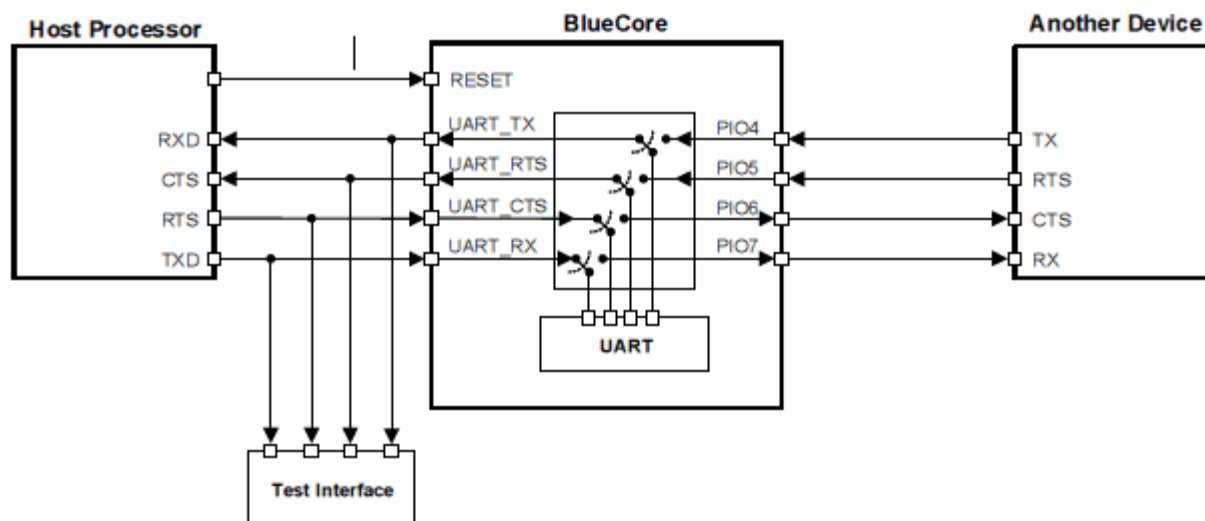 Host Processor
BlueCore
Another Device
RESET
RXD
UART_TX
PIO4
TX
CTS
UART_RTS
PIO5
RTS
RTS
UART_CTS
PIO6
CTS
TXD
UART_RX
PIO7
RX
UART
Test Interface